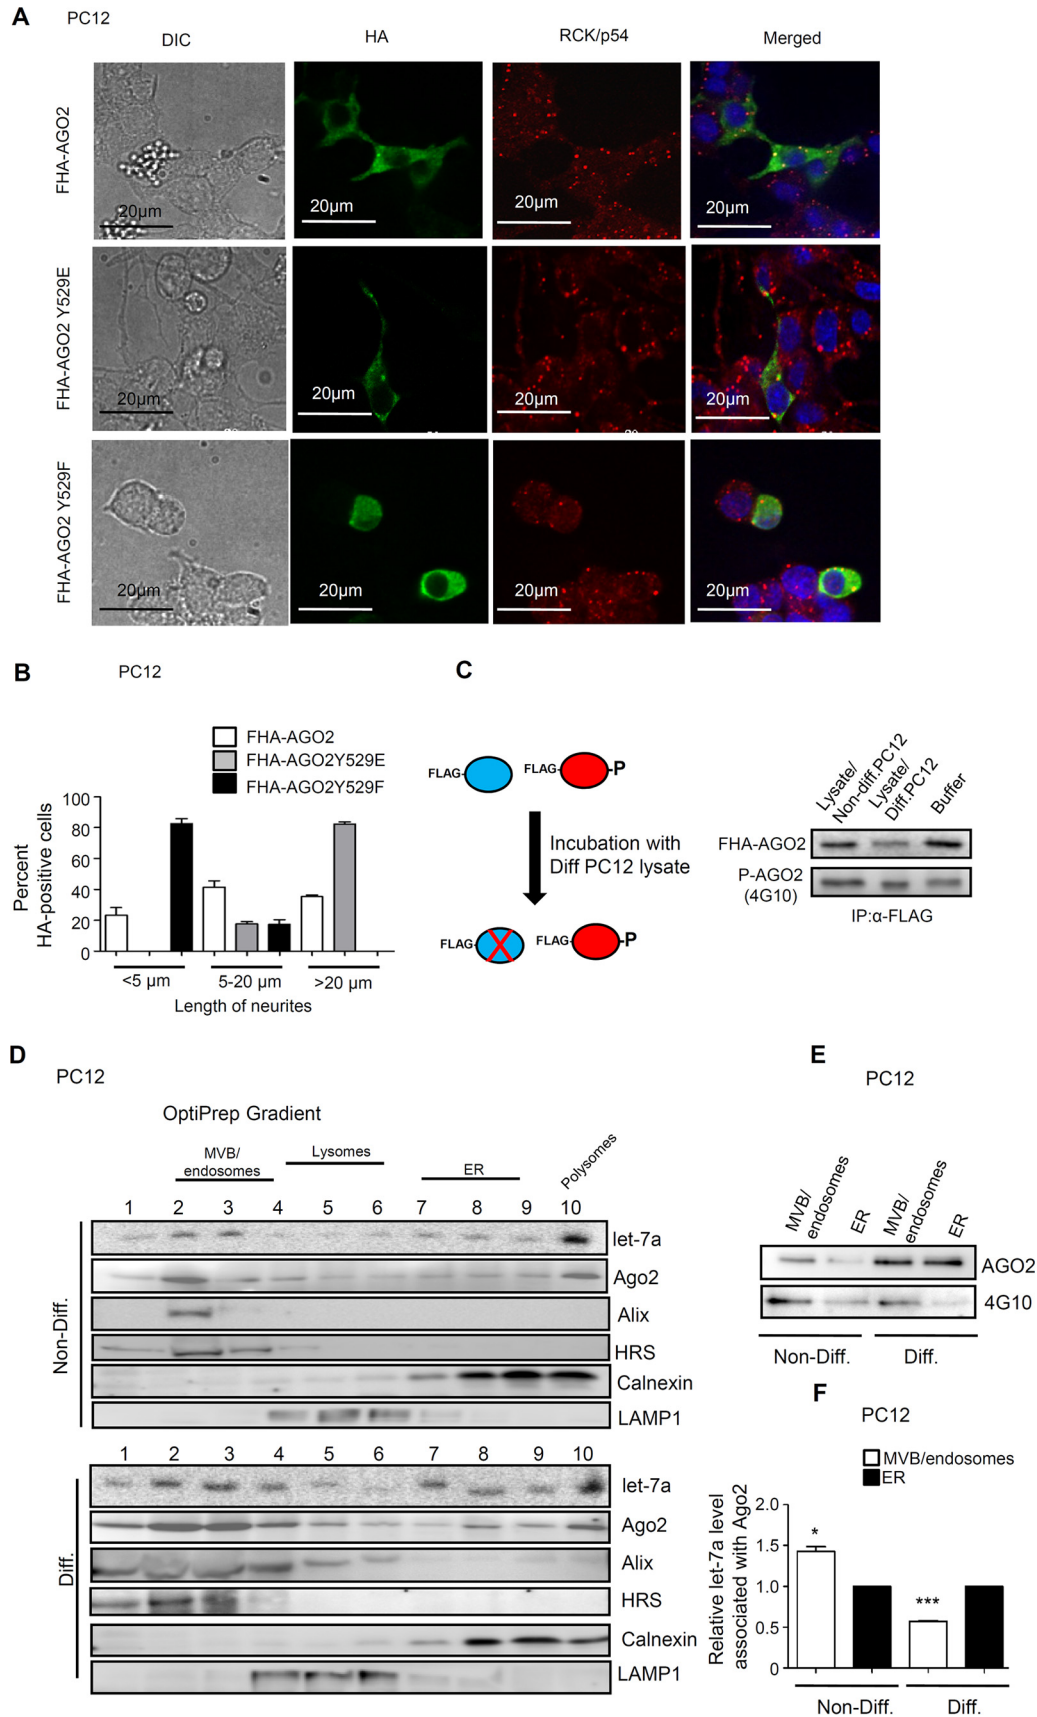 A
PC12
DIC
HA
RCK/p54
Merged
FHA-AGO2
20µm
20µm
20µm
20µm
FHA-AGO2 Y529E
20µm
20µm
20µm
20µm
FHA-AGO2 Y529F
20µm
20µm
20µm
20µm
B
PC12
FHA-AGO2
FHA-AGO2Y529E
FHA-AGO2Y529F
Percent
HA-positive cells
100
80
60
40
20
0
<5 µm
5-20 µm
>20 µm
Length of neurites
C
FLAG
FLAG
P
Incubation with
Diff PC12 lysate
FLAG
FLAG
P
Lysate/
Non-diff.PC12
Lysate/
Diff.PC12
Buffer
FHA-AGO2
P-AGO2
(4G10)
IP:α-FLAG
D
PC12
OptiPrep Gradient
MVB/
endosomes
Lysomes
ER
Polysomes
1 2 3 4 5 6 7 8 9 10
Non-Diff.
let-7a
Ago2
Alix
HRS
Calnexin
LAMP1
1 2 3 4 5 6 7 8 9 10
Diff.
let-7a
Ago2
Alix
HRS
Calnexin
LAMP1
E
PC12
MVB/
endosomes
ER
MVB/
endosomes
ER
AGO2
4G10
Non-Diff.
Diff.
F
PC12
MVB/endosomes
ER
Relative let-7a level
associated with Ago2
2.0
1.5
1.0
0.5
0
*
***
Non-Diff.
Diff.